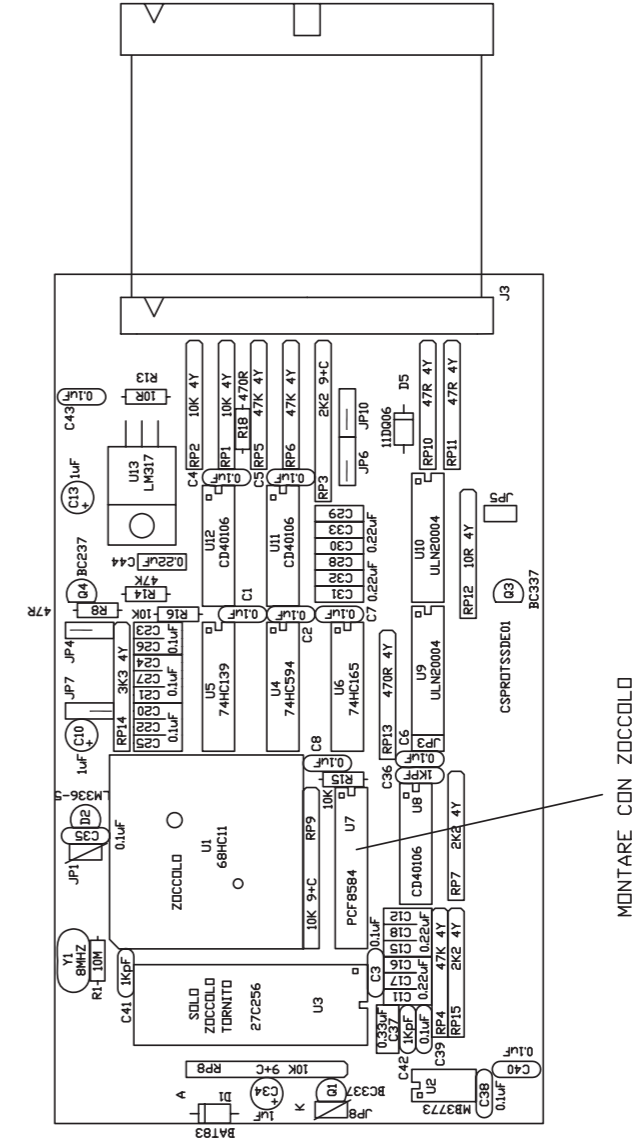 J3
R13
10R
C43
0.1uF
RP2 10K 4Y
RP1 10K 4Y
R18 470R
RP5 47K 4Y
RP6 47K 4Y
RP3 2K2 9+C
JP10
JP6
D5
11DQ06
RP10 47R 4Y
RP11 47R 4Y
C13 1uF
+
U13
LM317
C4 0.1uF
C5 0.1uF
U12
CD40106
U11
CD40106
C29
C33
C30
C28
C32
C31
0.22uF
0.22uF
U10
ULN20004
RP12 10R 4Y
JP5
C44 0.22uF
Q4 BC237
47K
R14
47R
R8
10K R16
C1 0.1uF
C2 0.1uF
C7 0.1uF
Q3
BC337
JP4
JP7
RP14 3K3 4Y
C23
C26
C24
C27
C21
C20
C22
C25
0.1uF
0.1uF
0.1uF
U5
74HC139
U4
74HC594
U6
74HC165
RP13 470R 4Y
U9
ULN20004
CSPROTSSDE01
C10
+
1uF
C8
0.1uF
C6
JP3
0.1uF
C36 1KPF
LM336-5
D2
C35
0.1uF
JP1
ZOCCOLO
U1
68HC11
10K R15
10K 9+C RP9
U7
PCF8584
U8
CD40106
RP7 2K2 4Y
MONTARE CON ZOCCOLO
Y1
8MHZ
R1 10M
C41 1KpF
SOLO
ZOCCOLO
TORNITO
27C256
U3
0.1uF
C3
C12
C18
C15
C16
C17
C11
0.22uF
0.22uF
RP4 47K 4Y
RP15 2K2 4Y
0.33uF
C37
C42 1KpF
C39 0.1uF
RP8 10K 9+C
A
D1
BAT83
C34
+
1uF
K
Q1
BC337
JP8
U2
MB3773
C38
0.1uF
C40
0.1uF